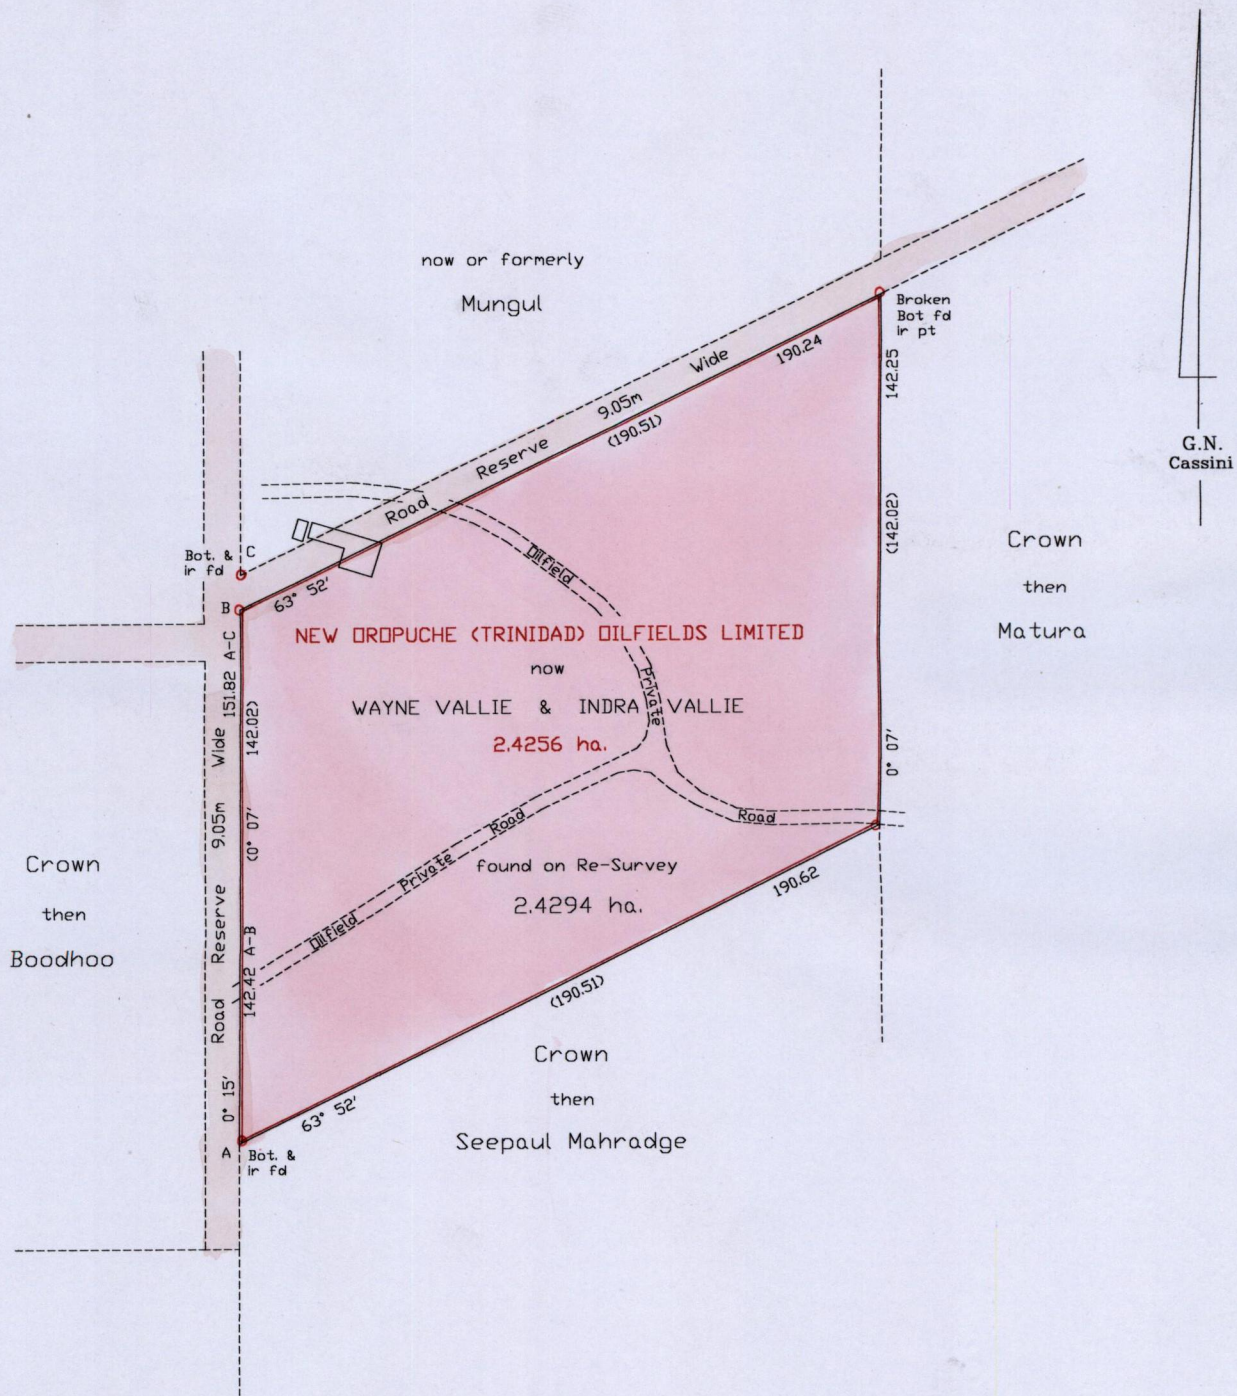 now or formerly
Mungul
Broken
Bot fd
ir pt
190.24
Wide
9.05m
(190.51)
Reserve
Road
142.25
(142.02)
0° 07'
G.N.
Cassini
Crown
then
Matura
Bot. &
ir fd
C
B
63° 52'
Oilfield
Private
Road
NEW OROPUCHE (TRINIDAD) OILFIELDS LIMITED
now
WAYNE VALLIE & INDRA VALLIE
2.4256 ha.
151.82 A-C
142.02)
(0° 07'
142.42 A-B
0° 15'
Road Reserve 9.05m Wide
Oilfield Private Road
found on Re-Survey
2.4294 ha.
190.62
(190.51)
63° 52'
Crown
then
Boodhoo
Crown
then
Seepaul Mahradge
A
Bot. &
ir fd